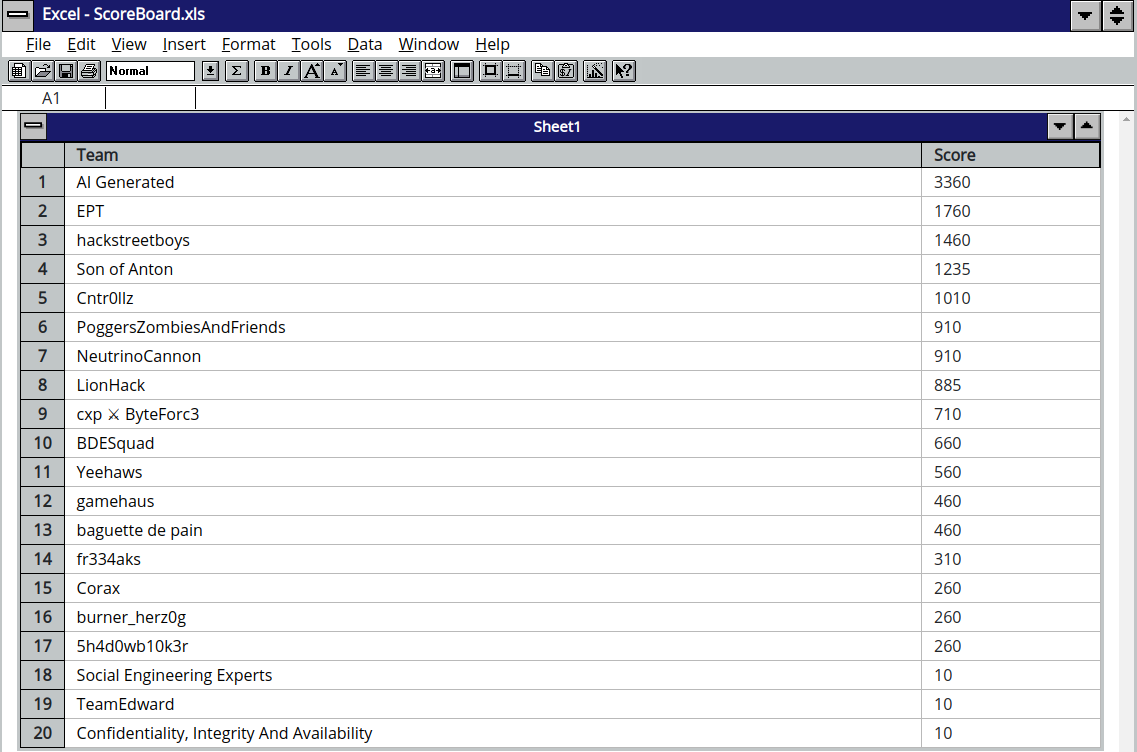 Excel - ScoreBoard.xls
File Edit View Insert Format Tools Data Window Help
Normal Σ B I A A
A1
Sheet1
Team Score
1 AI Generated 3360
2 EPT 1760
3 hackstreetboys 1460
4 Son of Anton 1235
5 Cntr0llz 1010
6 PoggersZombiesAndFriends 910
7 NeutrinoCannon 910
8 LionHack 885
9 cxp ⚔ ByteForc3 710
10 BDESquad 660
11 Yeehaws 560
12 gamehaus 460
13 baguette de pain 460
14 fr334aks 310
15 Corax 260
16 burner_herz0g 260
17 5h4d0wb10k3r 260
18 Social Engineering Experts 10
19 TeamEdward 10
20 Confidentiality, Integrity And Availability 10